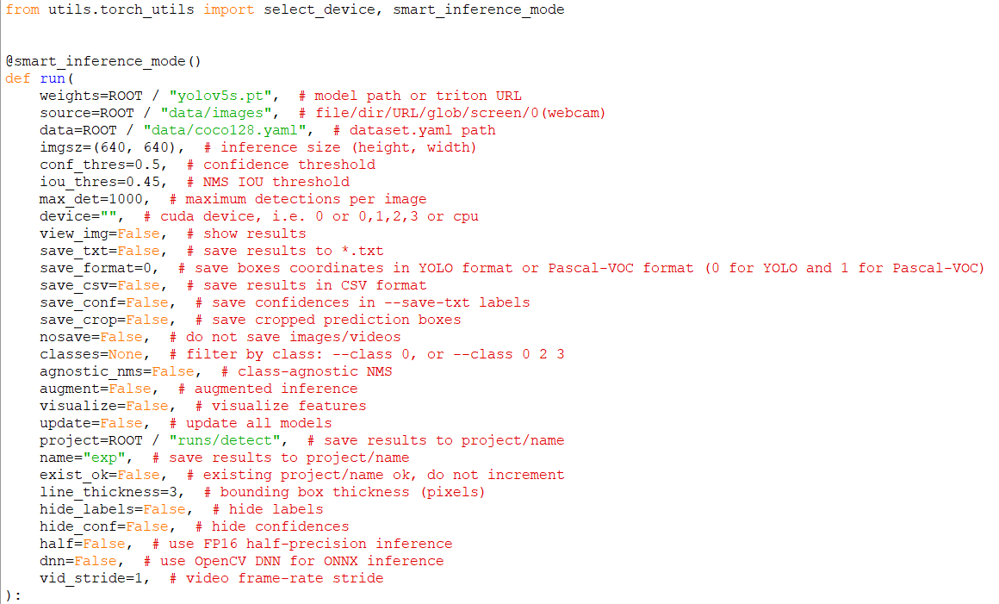 from utils.torch_utils import select_device, smart_inference_mode
@smart_inference_mode()
def run(
    weights=ROOT / "yolov5s.pt",  # model path or triton URL
    source=ROOT / "data/images",  # file/dir/URL/glob/screen/0(webcam)
    data=ROOT / "data/coco128.yaml",  # dataset.yaml path
    imgsz=(640, 640),  # inference size (height, width)
    conf_thres=0.5,  # confidence threshold
    iou_thres=0.45,  # NMS IOU threshold
    max_det=1000,  # maximum detections per image
    device="",  # cuda device, i.e. 0 or 0,1,2,3 or cpu
    view_img=False,  # show results
    save_txt=False,  # save results to *.txt
    save_format=0,  # save boxes coordinates in YOLO format or Pascal-VOC format (0 for YOLO and 1 for Pascal-VOC)
    save_csv=False,  # save results in CSV format
    save_conf=False,  # save confidences in --save-txt labels
    save_crop=False,  # save cropped prediction boxes
    nosave=False,  # do not save images/videos
    classes=None,  # filter by class: --class 0, or --class 0 2 3
    agnostic_nms=False,  # class-agnostic NMS
    augment=False,  # augmented inference
    visualize=False,  # visualize features
    update=False,  # update all models
    project=ROOT / "runs/detect",  # save results to project/name
    name="exp",  # save results to project/name
    exist_ok=False,  # existing project/name ok, do not increment
    line_thickness=3,  # bounding box thickness (pixels)
    hide_labels=False,  # hide labels
    hide_conf=False,  # hide confidences
    half=False,  # use FP16 half-precision inference
    dnn=False,  # use OpenCV DNN for ONNX inference
    vid_stride=1,  # video frame-rate stride
):